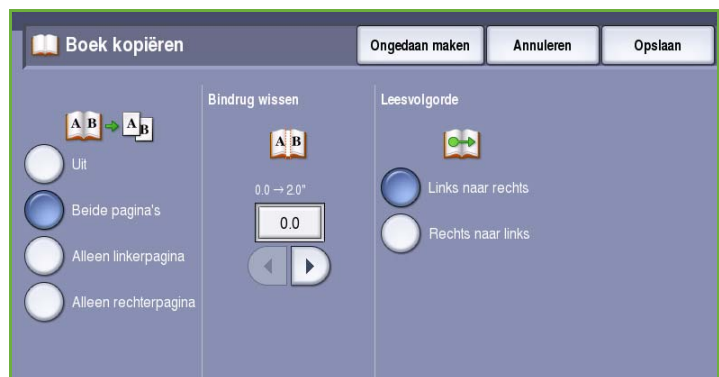 Boek kopiëren
Ongedaan maken
Annuleren
Opslaan
A B → A B
Uit
Beide pagina's
Alleen linkerpagina
Alleen rechterpagina
Bindrug wissen
A B
0.0 → 2.0"
0.0
Leesvolgorde
Links naar rechts
Rechts naar links